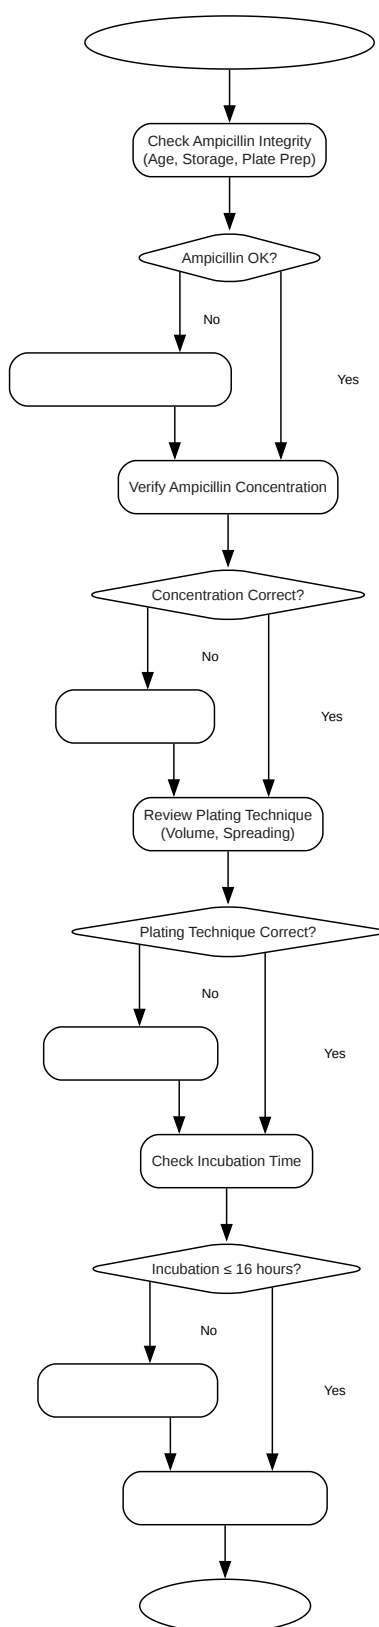 Check Ampicillin Integrity
(Age, Storage, Plate Prep)
Ampicillin OK?
No
Yes
Verify Ampicillin Concentration
Concentration Correct?
No
Yes
Review Plating Technique
(Volume, Spreading)
Plating Technique Correct?
No
Yes
Check Incubation Time
Incubation ≤ 16 hours?
No
Yes